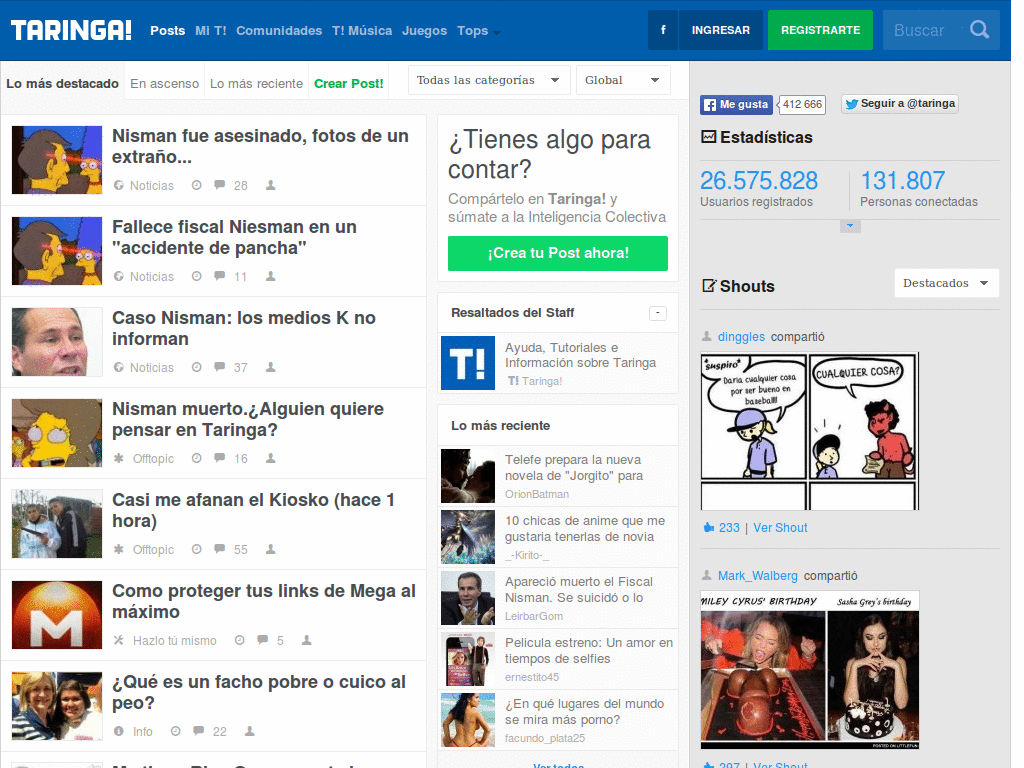 TARINGA! Posts Mi T! Comunidades T! Música Juegos Tops f INGRESAR REGISTRARTE Buscar
Lo más destacado En ascenso Lo más reciente Crear Post! Todas las categorías Global
Nisman fue asesinado, fotos de un
extraño...
Noticias 28
Fallece fiscal Niesman en un
"accidente de pancha"
Noticias 11
Caso Nisman: los medios K no
informan
Noticias 37
Nisman muerto.¿Alguien quiere
pensar en Taringa?
Offtopic 16
Casi me afanan el Kiosko (hace 1
hora)
Offtopic 55
Como proteger tus links de Mega al
máximo
Hazlo tú mismo 5
¿Qué es un facho pobre o cuico al
peo?
Info 22
¿Tienes algo para
contar?
Compártelo en Taringa! y
súmate a la Inteligencia Colectiva
¡Crea tu Post ahora!
Resaltados del Staff -
T!
Ayuda, Tutoriales e
Información sobre Taringa
T! Taringa!
Lo más reciente
Telefe prepara la nueva
novela de "Jorgito" para
OrionBatman
10 chicas de anime que me
gustaria tenerlas de novia
_-Kirito-_
Apareció muerto el Fiscal
Nisman. Se suicidó o lo
LeirbarGom
Pelicula estreno: Un amor en
tiempos de selfies
ernestito45
¿En qué lugares del mundo
se mira más porno?
facundo_plata25
Ver todos
Me gusta 412 666 Seguir a @taringa
Estadísticas
26.575.828 131.807
Usuarios registrados Personas conectadas
Shouts Destacados
dinggles compartió
*suspiro*
Daria cualquier cosa
por ser bueno en
baseball!!
CUALQUIER COSA?
233 | Ver Shout
Mark_Walberg compartió
MILEY CYRUS' BIRTHDAY Sasha Grey's birthday
POSTED ON LITTLEFUN
297 | Ver Shout